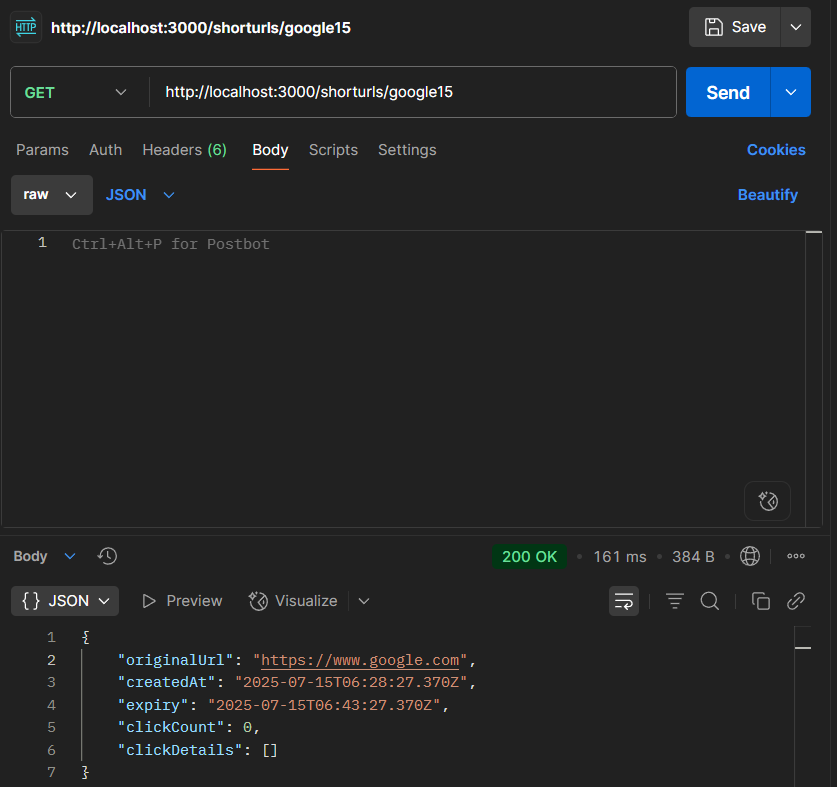 HTTP http://localhost:3000/shorturls/google15 Save
GET http://localhost:3000/shorturls/google15 Send
Params Auth Headers (6) Body Scripts Settings Cookies
raw JSON Beautify
1 Ctrl+Alt+P for Postbot
Body 200 OK • 161 ms • 384 B •
{} JSON Preview Visualize
1 {
2 "originalUrl": "https://www.google.com",
3 "createdAt": "2025-07-15T06:28:27.370Z",
4 "expiry": "2025-07-15T06:43:27.370Z",
5 "clickCount": 0,
6 "clickDetails": []
7 }